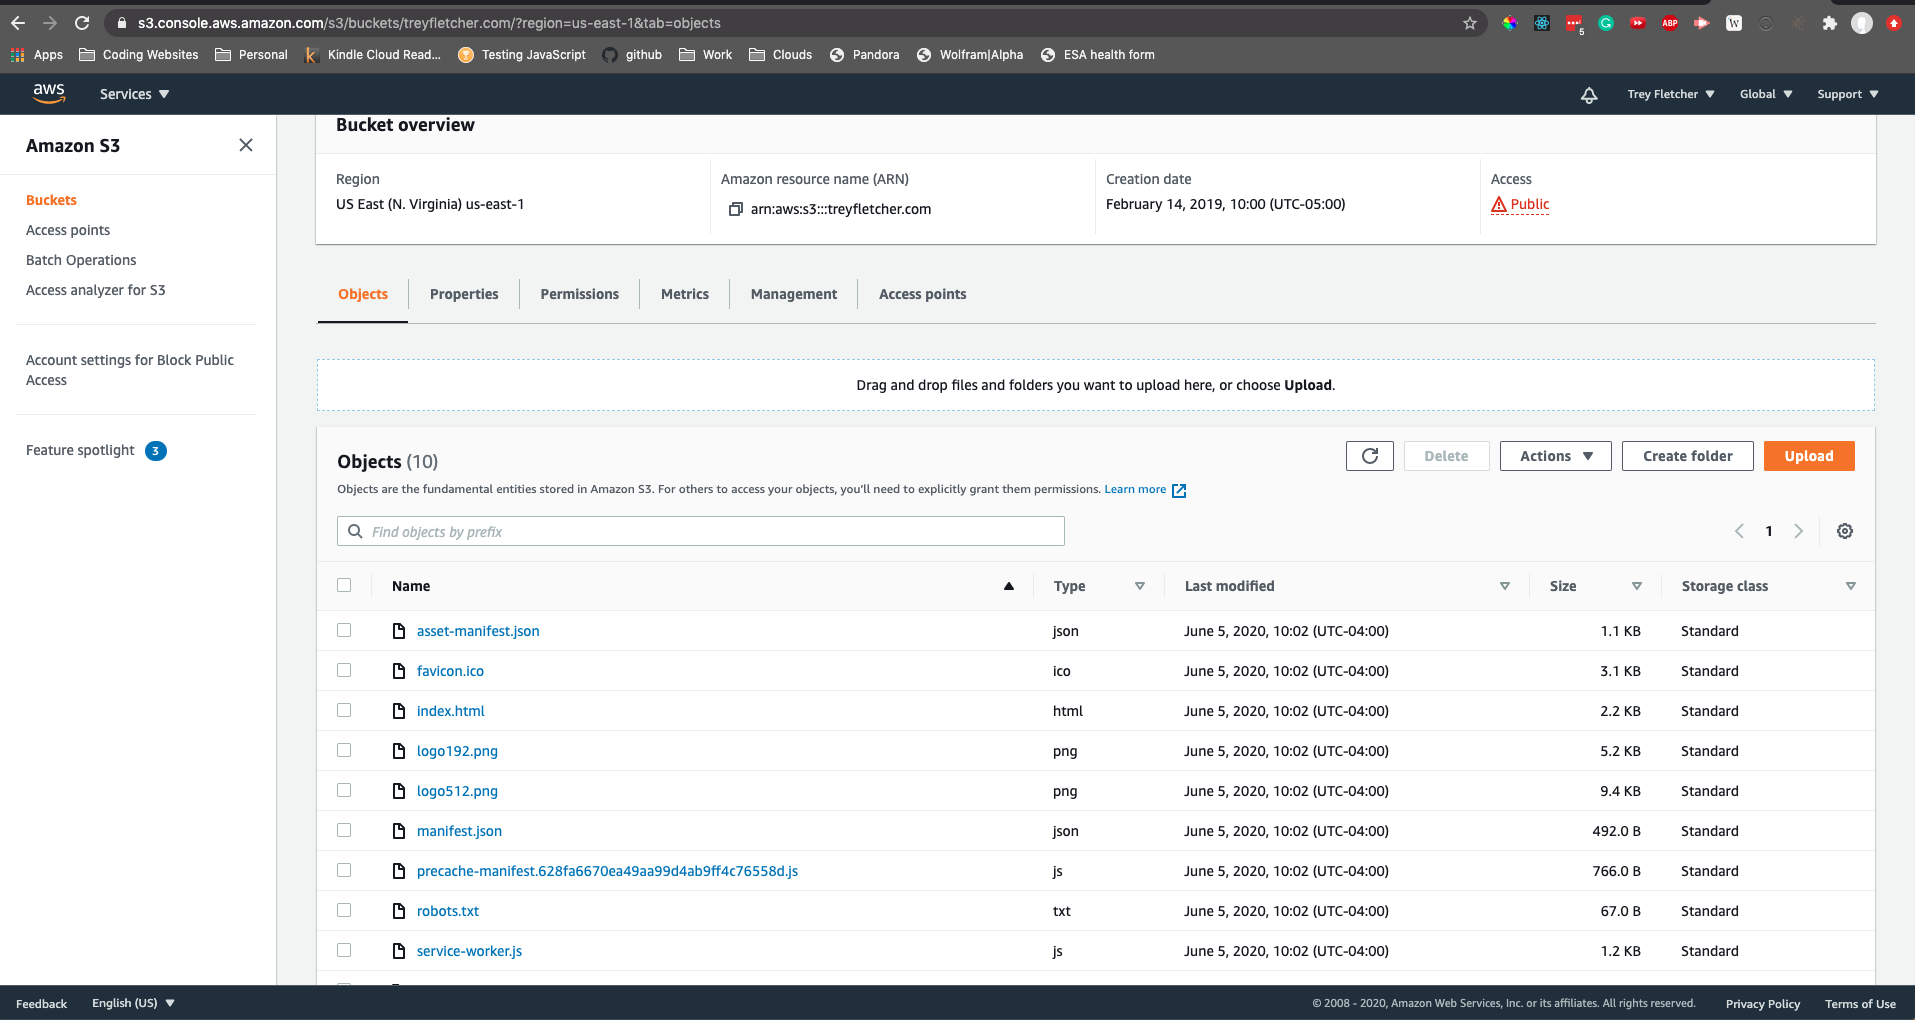 s3.console.aws.amazon.com/s3/buckets/treyfletcher.com/?region=us-east-1&tab=objects
5
ABP
W
Apps Coding Websites Personal Kindle Cloud Read... Testing JavaScript github Work Clouds Pandora Wolfram|Alpha ESA health form
aws Services Trey Fletcher Global Support
Amazon S3
Buckets
Access points
Batch Operations
Access analyzer for S3
Account settings for Block Public
Access
Feature spotlight 3
Bucket overview
Region
US East (N. Virginia) us-east-1
Amazon resource name (ARN)
arn:aws:s3:::treyfletcher.com
Creation date
February 14, 2019, 10:00 (UTC-05:00)
Access
Public
Objects Properties Permissions Metrics Management Access points
Drag and drop files and folders you want to upload here, or choose Upload.
Objects (10)
Delete Actions Create folder Upload
Objects are the fundamental entities stored in Amazon S3. For others to access your objects, you'll need to explicitly grant them permissions. Learn more
Find objects by prefix
1
Name Type Last modified Size Storage class
asset-manifest.json json June 5, 2020, 10:02 (UTC-04:00) 1.1 KB Standard
favicon.ico ico June 5, 2020, 10:02 (UTC-04:00) 3.1 KB Standard
index.html html June 5, 2020, 10:02 (UTC-04:00) 2.2 KB Standard
logo192.png png June 5, 2020, 10:02 (UTC-04:00) 5.2 KB Standard
logo512.png png June 5, 2020, 10:02 (UTC-04:00) 9.4 KB Standard
manifest.json json June 5, 2020, 10:02 (UTC-04:00) 492.0 B Standard
precache-manifest.628fa6670ea49aa99d4ab9ff4c76558d.js js June 5, 2020, 10:02 (UTC-04:00) 766.0 B Standard
robots.txt txt June 5, 2020, 10:02 (UTC-04:00) 67.0 B Standard
service-worker.js js June 5, 2020, 10:02 (UTC-04:00) 1.2 KB Standard
Feedback English (US) © 2008 - 2020, Amazon Web Services, Inc. or its affiliates. All rights reserved. Privacy Policy Terms of Use